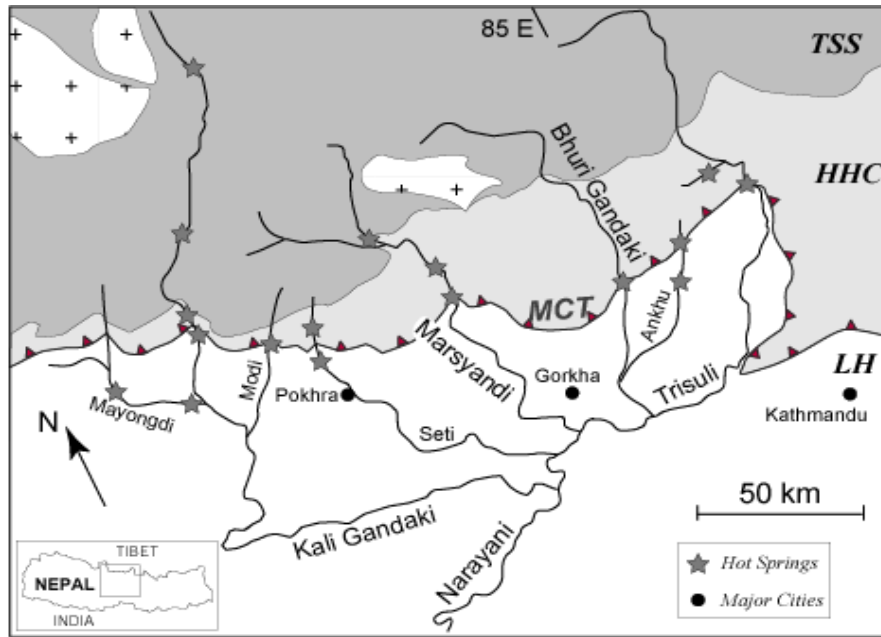 85 E
TSS
Bhuri Gandaki
HHC
MCT
Ankhu
Marsyandi
Modi
LH
Gorkha
Trisuli
Pokhra
Kathmandu
Mayongdi
N
Seti
50 km
Kali Gandaki
Narayani
TIBET
NEPAL
INDIA
Hot Springs
Major Cities